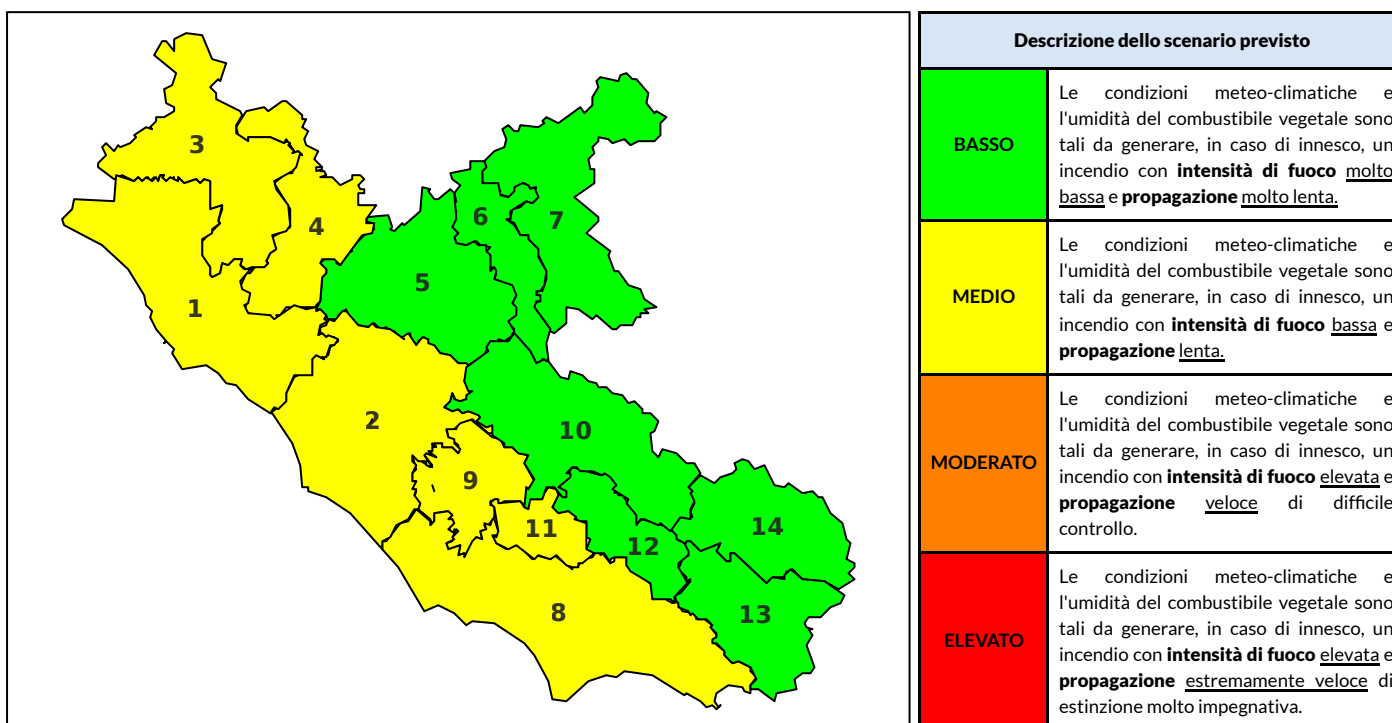 3
4
6
7
5
1
2
10
9
11
14
12
8
13
Descrizione dello scenario previsto
BASSO
Le condizioni meteo-climatiche e
l'umidità del combustibile vegetale sono
tali da generare, in caso di innesco, un
incendio con intensità di fuoco molto
bassa e propagazione molto lenta.
MEDIO
Le condizioni meteo-climatiche e
l'umidità del combustibile vegetale sono
tali da generare, in caso di innesco, un
incendio con intensità di fuoco bassa e
propagazione lenta.
MODERATO
Le condizioni meteo-climatiche e
l'umidità del combustibile vegetale sono
tali da generare, in caso di innesco, un
incendio con intensità di fuoco elevata e
propagazione veloce di difficile
controllo.
ELEVATO
Le condizioni meteo-climatiche e
l'umidità del combustibile vegetale sono
tali da generare, in caso di innesco, un
incendio con intensità di fuoco elevata e
propagazione estremamente veloce di
estinzione molto impegnativa.